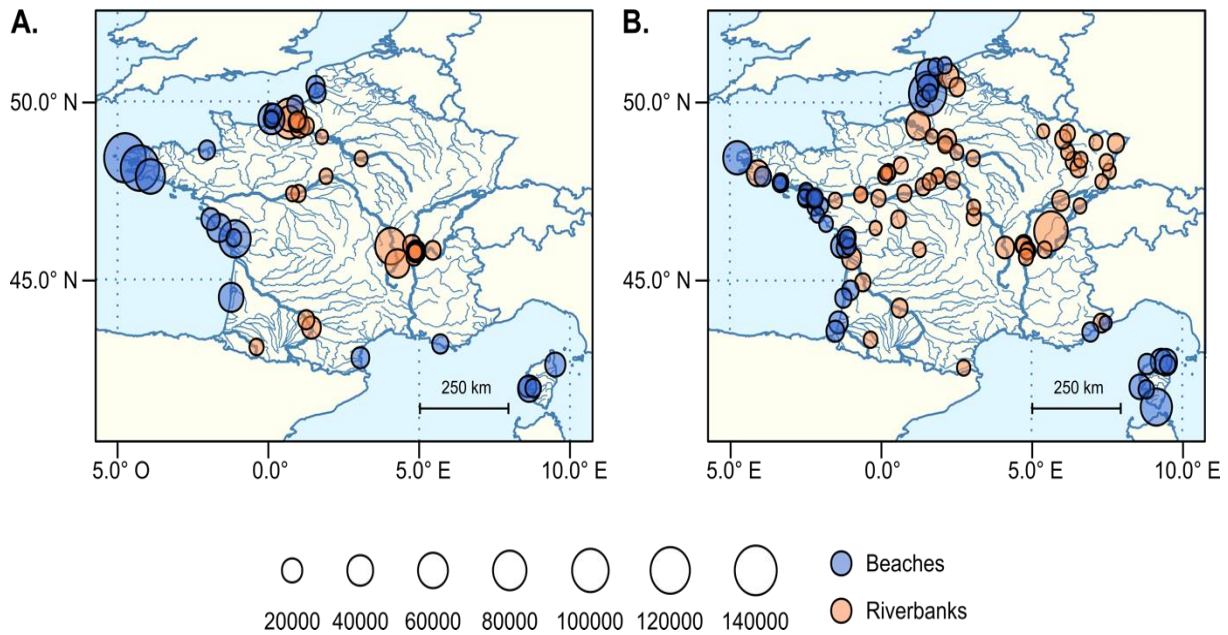 A.
B.
50.0° N
50.0° N
45.0° N
45.0° N
250 km
250 km
5.0° O
0.0°
5.0° E
10.0° E
5.0° E
0.0°
5.0° E
10.0° E
20000
40000
60000
80000
100000
120000
140000
Beaches
Riverbanks